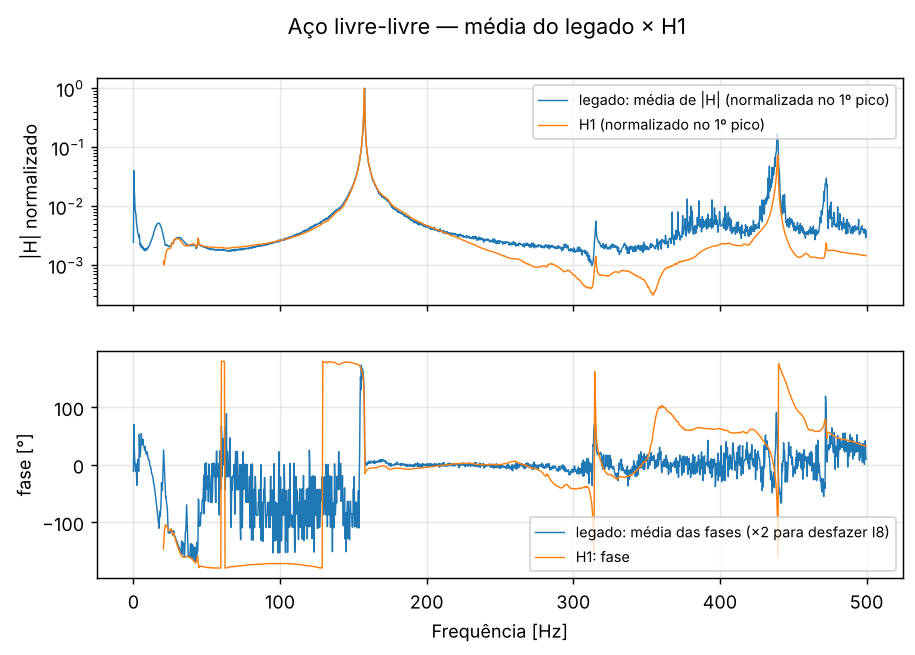 Aço livre-livre — média do legado × H1
|H| normalizado
10⁰
10⁻¹
10⁻²
10⁻³
legado: média de |H| (normalizada no 1º pico)
H1 (normalizado no 1º pico)
fase [°]
100
0
−100
legado: média das fases (×2 para desfazer I8)
H1: fase
0 100 200 300 400 500
Frequência [Hz]